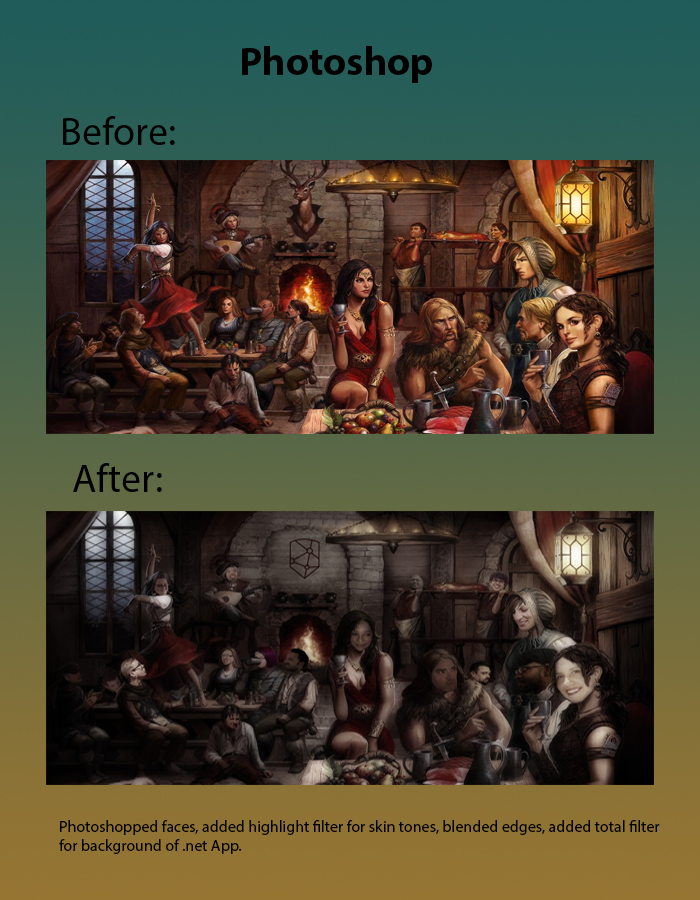 Photoshop
Before:
After:
Photoshopped faces, added highlight filter for skin tones, blended edges, added total filter
for background of .net App.